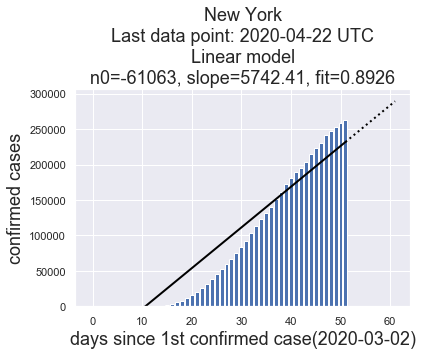 New York
Last data point: 2020-04-22 UTC
Linear model
n0=-61063, slope=5742.41, fit=0.8926
300000
250000
200000
150000
100000
50000
0
confirmed cases
0 10 20 30 40 50 60
days since 1st confirmed case(2020-03-02)